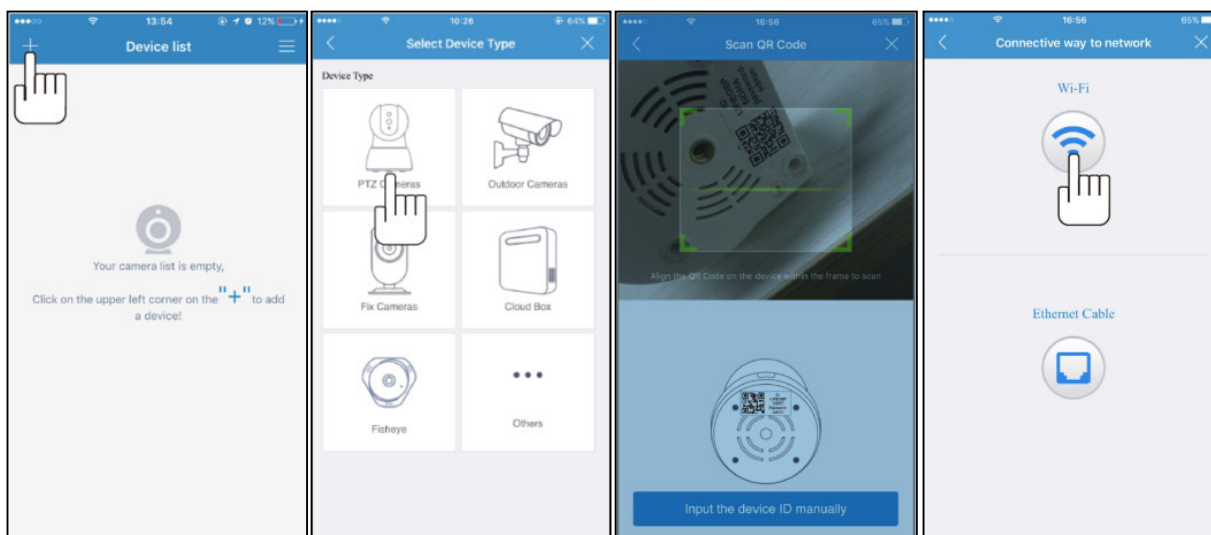 13:54
12%
Device list
Your camera list is empty,
Click on the upper left corner on the "+" to add
a device!
10:26
64%
Select Device Type
Device Type
PTZ Cameras
Outdoor Cameras
Fix Cameras
Cloud Box
Fisheye
Others
16:56
65%
Scan QR Code
Align the QR Code on the device within the frame to scan
Input the device ID manually
16:56
65%
Connective way to network
Wi-Fi
Ethernet Cable